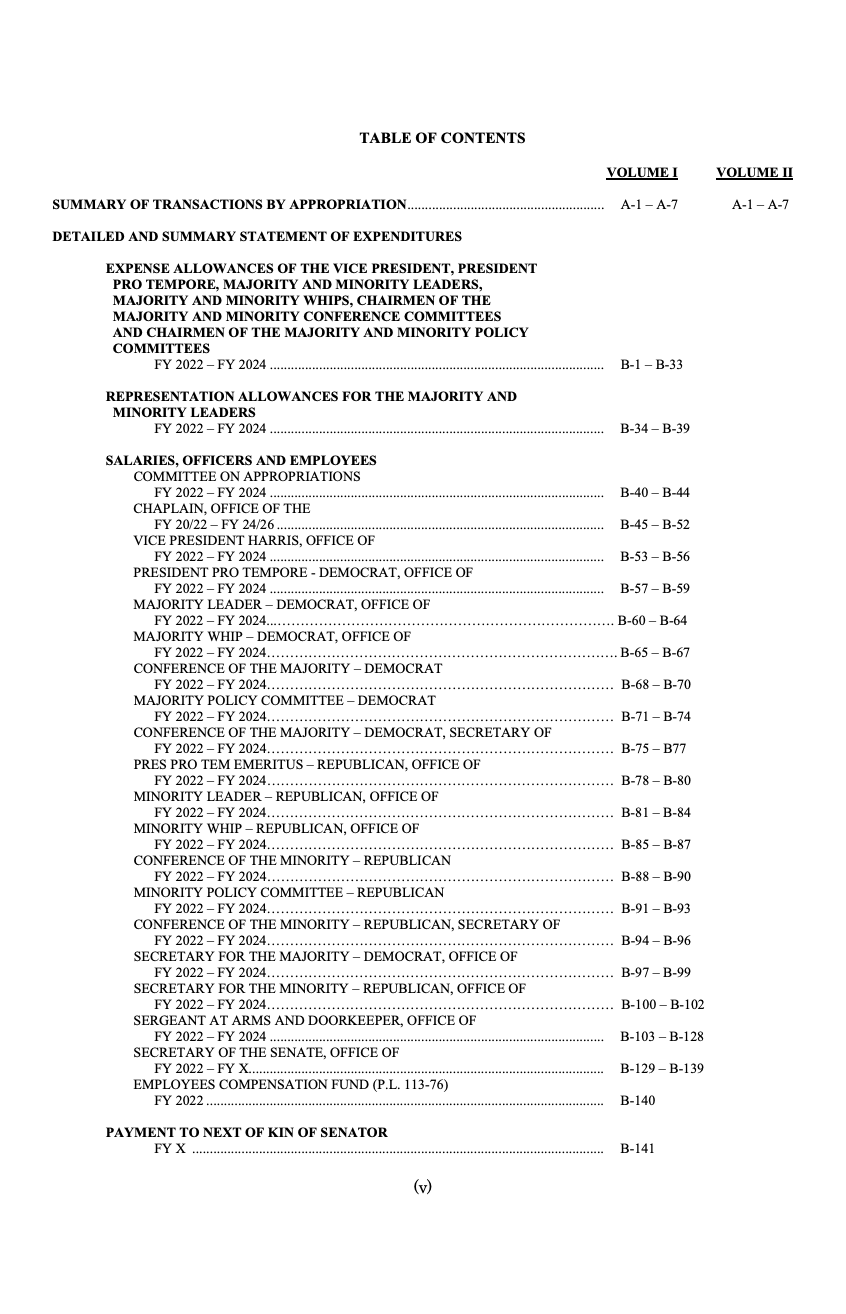 TABLE OF CONTENTS
VOLUME I VOLUME II
SUMMARY OF TRANSACTIONS BY APPROPRIATION........................................................ A-1 – A-7 A-1 – A-7
DETAILED AND SUMMARY STATEMENT OF EXPENDITURES
EXPENSE ALLOWANCES OF THE VICE PRESIDENT, PRESIDENT
PRO TEMPORE, MAJORITY AND MINORITY LEADERS,
MAJORITY AND MINORITY WHIPS, CHAIRMEN OF THE
MAJORITY AND MINORITY CONFERENCE COMMITTEES
AND CHAIRMEN OF THE MAJORITY AND MINORITY POLICY
COMMITTEES
FY 2022 – FY 2024 ............................................................................................... B-1 – B-33
REPRESENTATION ALLOWANCES FOR THE MAJORITY AND
MINORITY LEADERS
FY 2022 – FY 2024 ............................................................................................... B-34 – B-39
SALARIES, OFFICERS AND EMPLOYEES
COMMITTEE ON APPROPRIATIONS
FY 2022 – FY 2024 ............................................................................................... B-40 – B-44
CHAPLAIN, OFFICE OF THE
FY 20/22 – FY 24/26 ............................................................................................. B-45 – B-52
VICE PRESIDENT HARRIS, OFFICE OF
FY 2022 – FY 2024 ............................................................................................... B-53 – B-56
PRESIDENT PRO TEMPORE - DEMOCRAT, OFFICE OF
FY 2022 – FY 2024 ............................................................................................... B-57 – B-59
MAJORITY LEADER – DEMOCRAT, OFFICE OF
FY 2022 – FY 2024...………………………………………………………………. B-60 – B-64
MAJORITY WHIP – DEMOCRAT, OFFICE OF
FY 2022 – FY 2024…………………………………………………………………. B-65 – B-67
CONFERENCE OF THE MAJORITY – DEMOCRAT
FY 2022 – FY 2024………………………………………………………………… B-68 – B-70
MAJORITY POLICY COMMITTEE – DEMOCRAT
FY 2022 – FY 2024………………………………………………………………… B-71 – B-74
CONFERENCE OF THE MAJORITY – DEMOCRAT, SECRETARY OF
FY 2022 – FY 2024………………………………………………………………… B-75 – B77
PRES PRO TEM EMERITUS – REPUBLICAN, OFFICE OF
FY 2022 – FY 2024………………………………………………………………… B-78 – B-80
MINORITY LEADER – REPUBLICAN, OFFICE OF
FY 2022 – FY 2024………………………………………………………………… B-81 – B-84
MINORITY WHIP – REPUBLICAN, OFFICE OF
FY 2022 – FY 2024………………………………………………………………… B-85 – B-87
CONFERENCE OF THE MINORITY – REPUBLICAN
FY 2022 – FY 2024………………………………………………………………… B-88 – B-90
MINORITY POLICY COMMITTEE – REPUBLICAN
FY 2022 – FY 2024………………………………………………………………… B-91 – B-93
CONFERENCE OF THE MINORITY – REPUBLICAN, SECRETARY OF
FY 2022 – FY 2024………………………………………………………………… B-94 – B-96
SECRETARY FOR THE MAJORITY – DEMOCRAT, OFFICE OF
FY 2022 – FY 2024………………………………………………………………… B-97 – B-99
SECRETARY FOR THE MINORITY – REPUBLICAN, OFFICE OF
FY 2022 – FY 2024………………………………………………………………… B-100 – B-102
SERGEANT AT ARMS AND DOORKEEPER, OFFICE OF
FY 2022 – FY 2024 ............................................................................................... B-103 – B-128
SECRETARY OF THE SENATE, OFFICE OF
FY 2022 – FY X..................................................................................................... B-129 – B-139
EMPLOYEES COMPENSATION FUND (P.L. 113-76)
FY 2022 ................................................................................................................. B-140
PAYMENT TO NEXT OF KIN OF SENATOR
FY X ..................................................................................................................... B-141
(v)